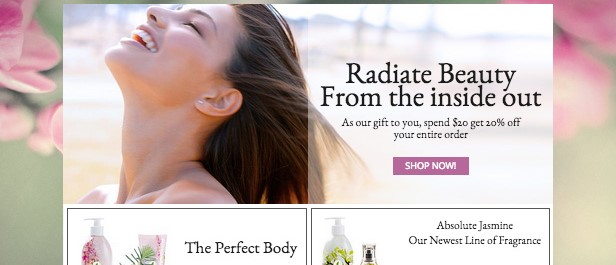 Radiate Beauty
From the inside out
As our gift to you, spend $20 get 20% off
your entire order
SHOP NOW!
The Perfect Body
Absolute Jasmine
Our Newest Line of Fragrance